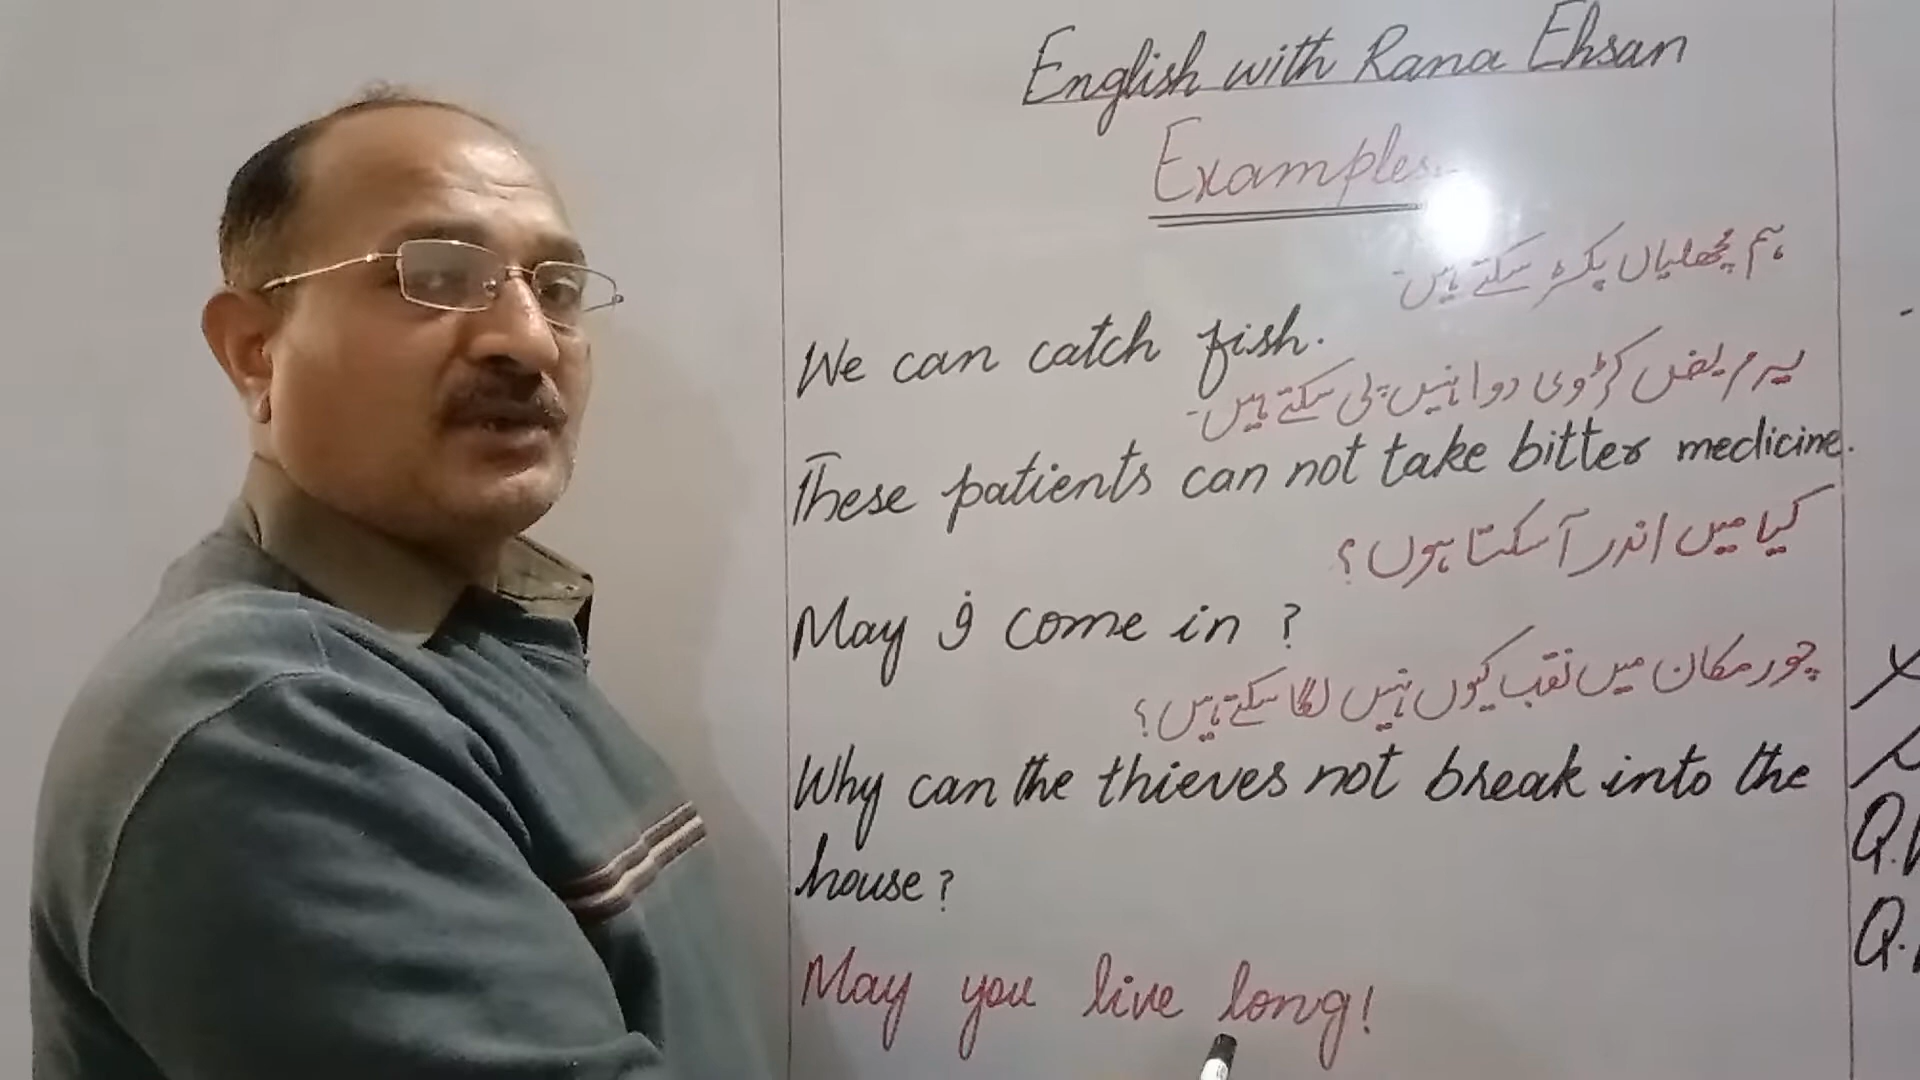 English with Rana Ehsan
Examples
ہم مچھلیاں پکڑ سکتے ہیں۔
We can catch fish.
یہ مریض کڑوی دوا نہیں پی سکتے ہیں۔
These patients can not take bitter medicine.
کیا میں اندر آ سکتا ہوں؟
May I come in ?
چور مکان میں نقب کیوں نہیں لگا سکتے ہیں؟
Why can the thieves not break into the
house?
May you live long!
Q.
Q.